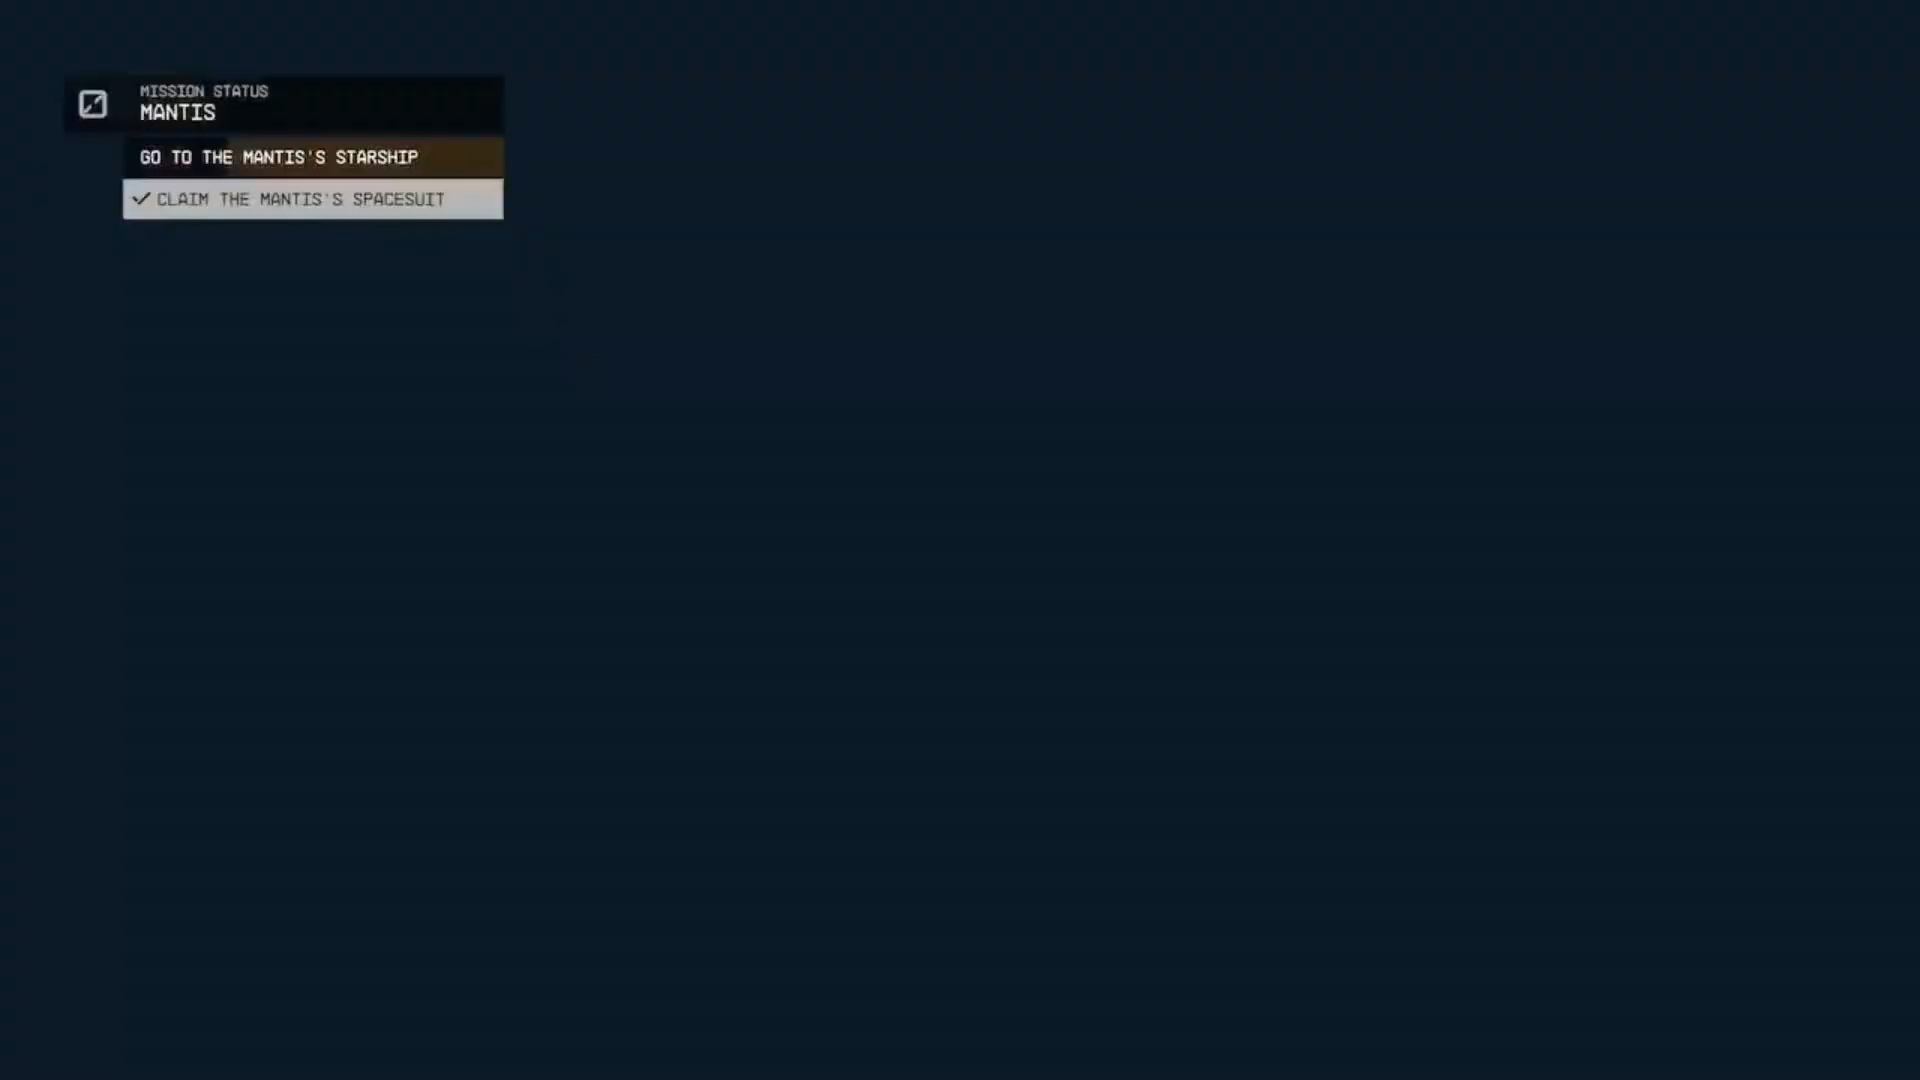 MISSION STATUS
MANTIS
GO TO THE MANTIS'S STARSHIP
CLAIM THE MANTIS'S SPACESUIT